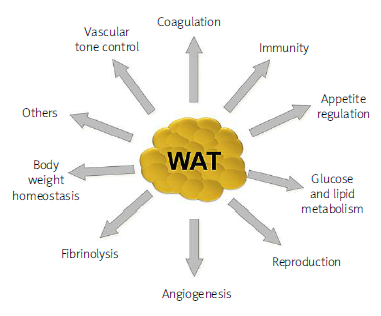 Coagulation
Vascular
tone control
Immunity
Appetite
regulation
Others
WAT
Body
weight
homeostasis
Glucose
and lipid
metabolism
Fibrinolysis
Reproduction
Angiogenesis